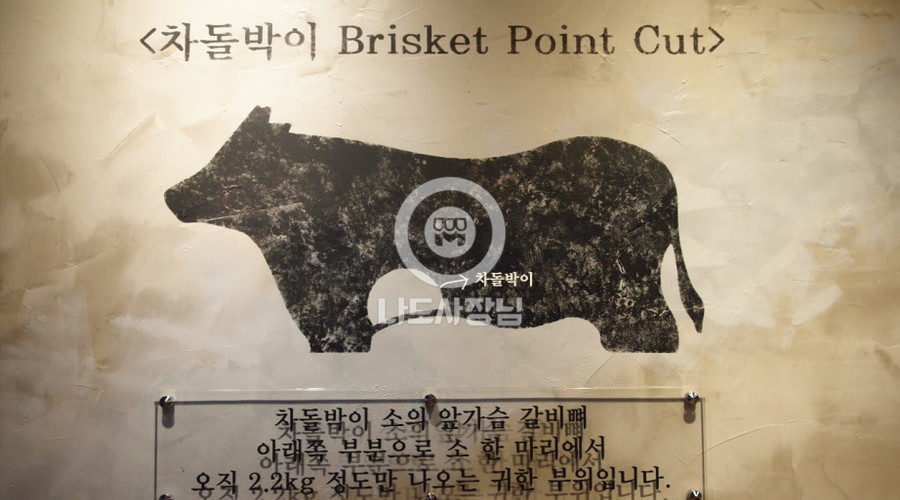 <차돌박이 Brisket Point Cut>
차돌박이
나도사장님
차돌박이 소의 앞가슴 갈비뼈
아래쪽 부분으로 소 한 마리에서
오직 2.2kg 정도만 나오는 귀한 부위입니다.